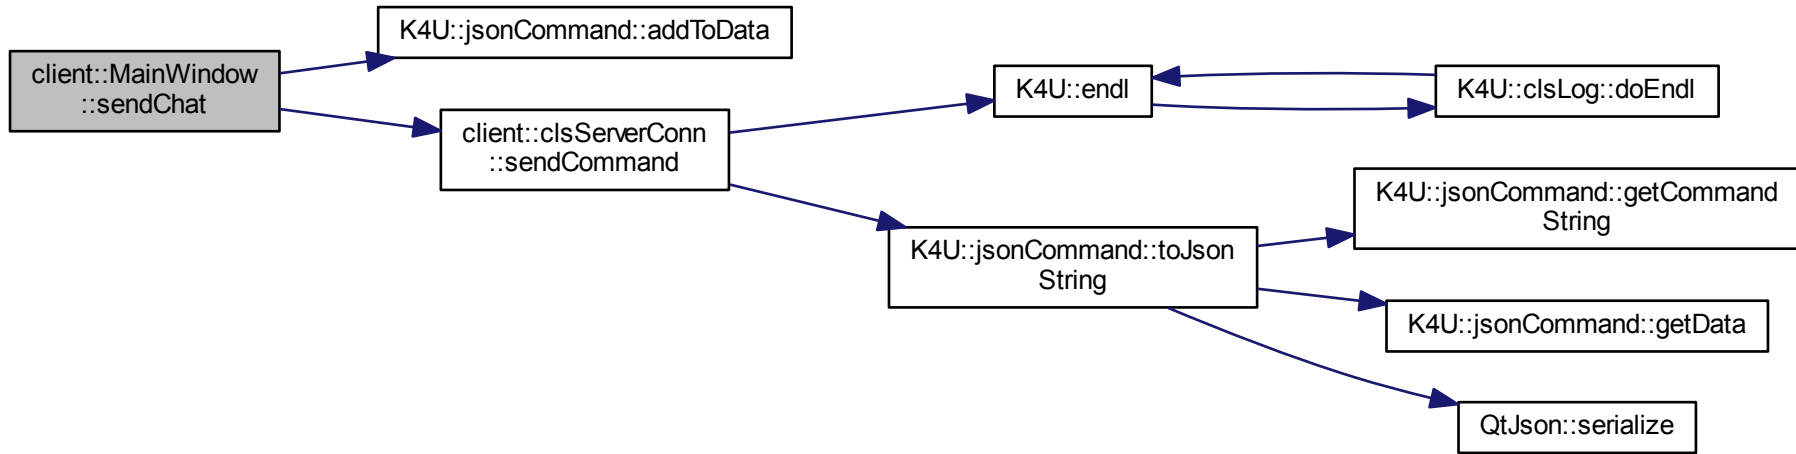 client::MainWindow
::sendChat
K4U::jsonCommand::addToData
client::clsServerConn
::sendCommand
K4U::endl
K4U::clsLog::doEndl
K4U::jsonCommand::toJson
String
K4U::jsonCommand::getCommand
String
K4U::jsonCommand::getData
QtJson::serialize